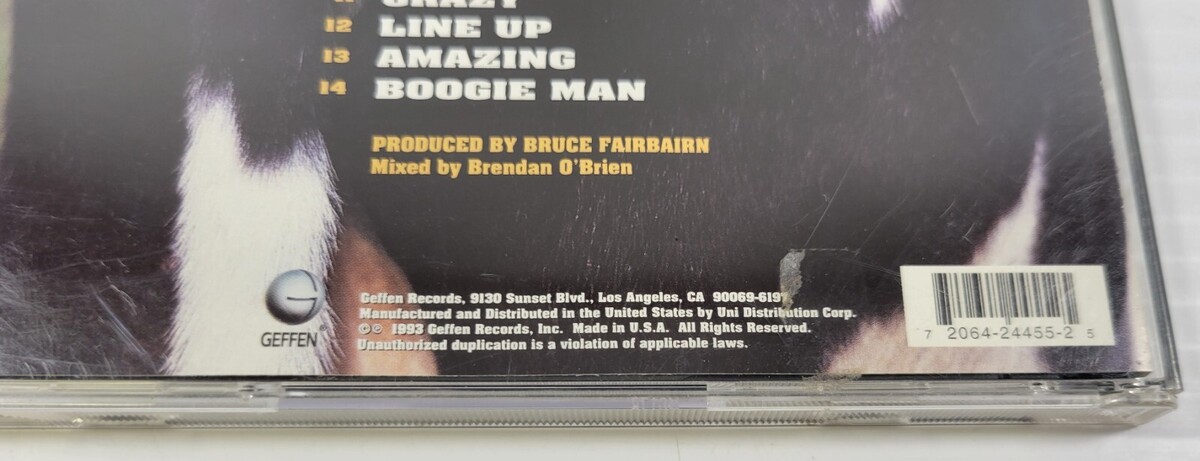 CRAZY
12 LINE UP
13 AMAZING
14 BOOGIE MAN
PRODUCED BY BRUCE FAIRBAIRN
Mixed by Brendan O'Brien
GEFFEN
Geffen Records, 9130 Sunset Blvd., Los Angeles, CA 90069-6197
Manufactured and Distributed in the United States by Uni Distribution Corp.
©℗ 1993 Geffen Records, Inc. Made in U.S.A. All Rights Reserved.
Unauthorized duplication is a violation of applicable laws.
7 2064-24455-2 5